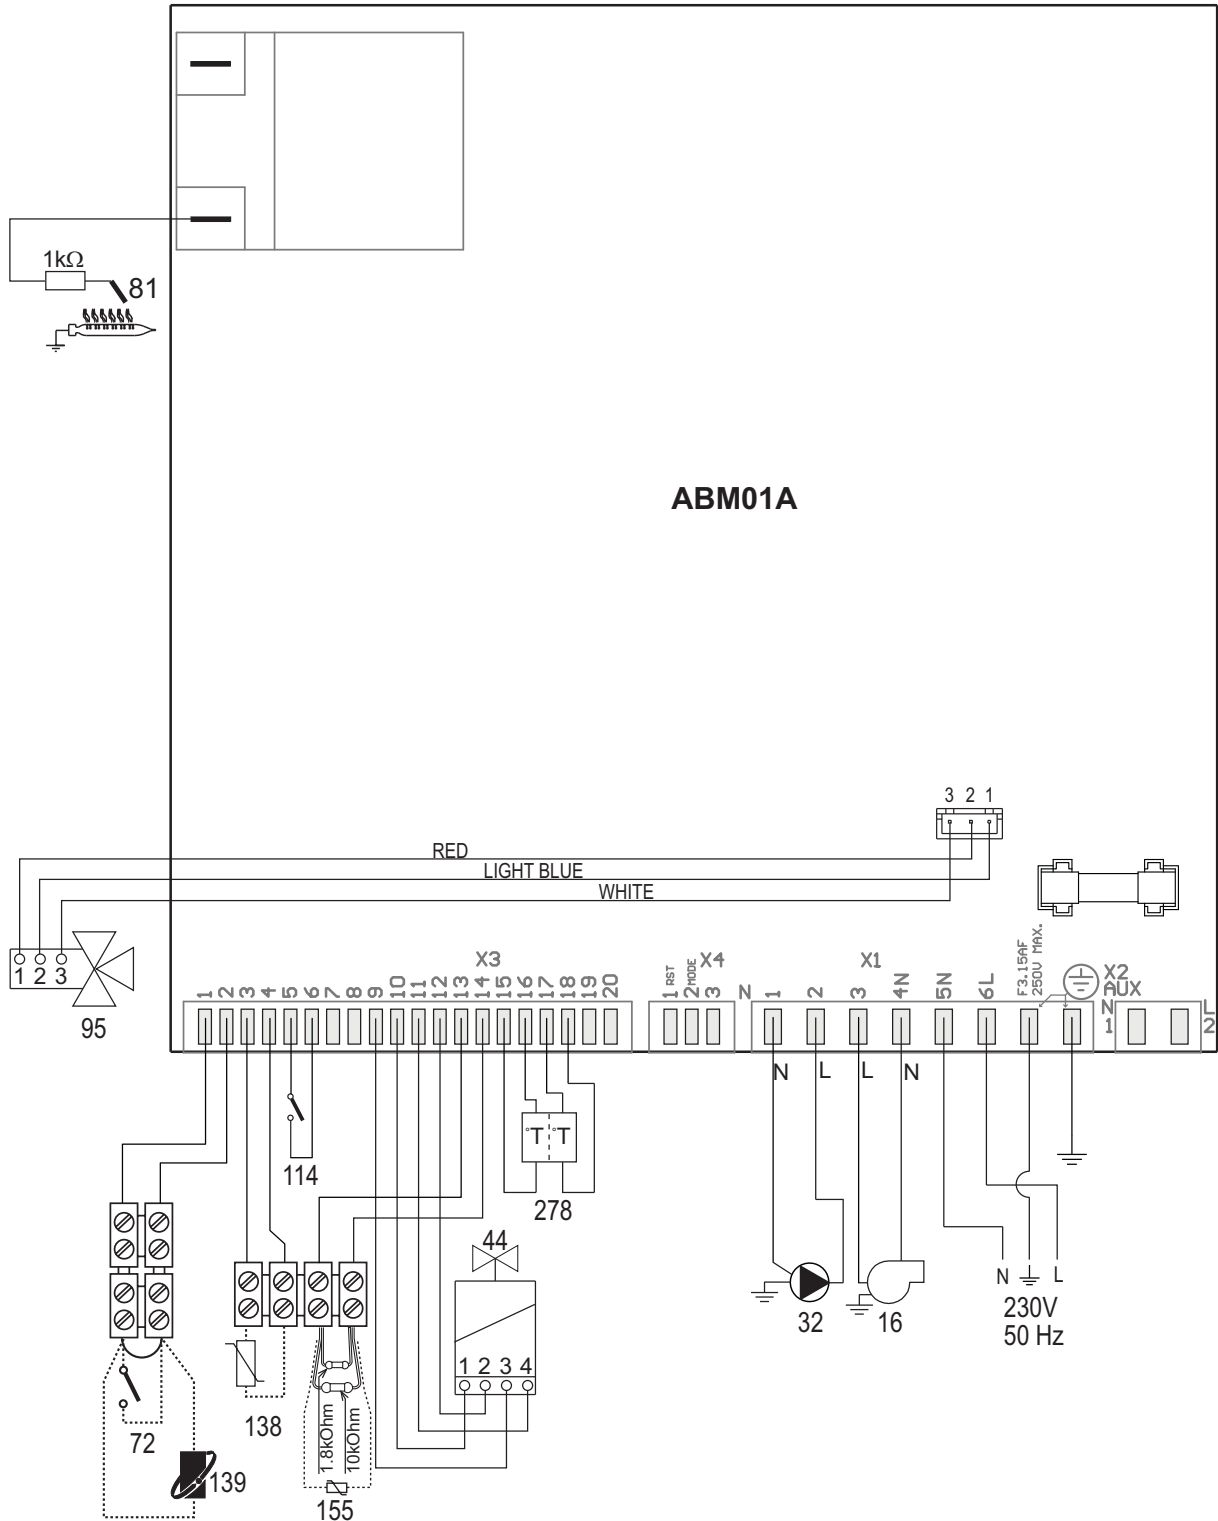 1kΩ
81
ABM01A
3 2 1
RED
LIGHT BLUE
WHITE
1 2 3
95
X3
1 2 3 4 5 6 7 8 9 10 11 12 13 14 15 16 17 18 19 20
X4
1 RST
2 MODE
3
X1
N 1 2 3 4N 5N 6L
F3.15AF
250V MAX.
X2
AUX
N 1
L 2
N L L N
114
°T °T
278
44
1 2 3 4
32
16
N L
230V
50 Hz
72
138
1.8kOhm
10kOhm
139
155